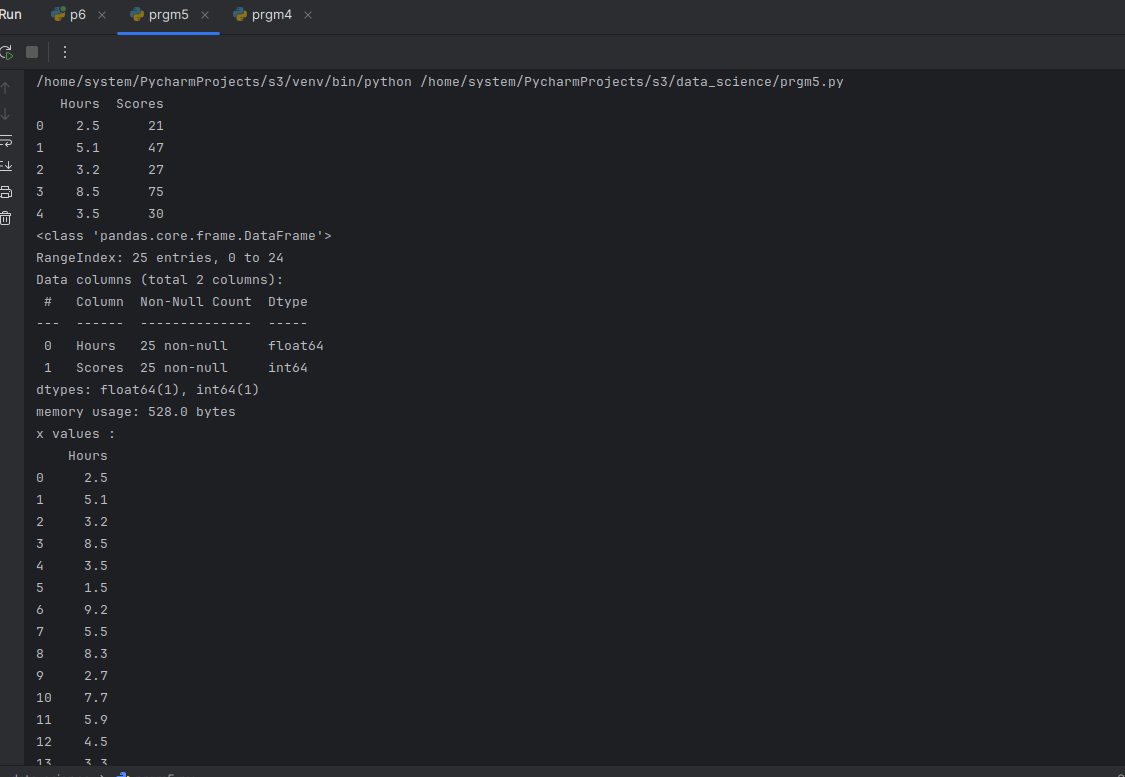 Run p6 prgm5 prgm4
/home/system/PycharmProjects/s3/venv/bin/python /home/system/PycharmProjects/s3/data_science/prgm5.py
   Hours  Scores
0    2.5      21
1    5.1      47
2    3.2      27
3    8.5      75
4    3.5      30
<class 'pandas.core.frame.DataFrame'>
RangeIndex: 25 entries, 0 to 24
Data columns (total 2 columns):
 #   Column  Non-Null Count  Dtype
---  ------  --------------  -----
 0   Hours   25 non-null     float64
 1   Scores  25 non-null     int64
dtypes: float64(1), int64(1)
memory usage: 528.0 bytes
x values :
    Hours
0     2.5
1     5.1
2     3.2
3     8.5
4     3.5
5     1.5
6     9.2
7     5.5
8     8.3
9     2.7
10    7.7
11    5.9
12    4.5
13    3.3